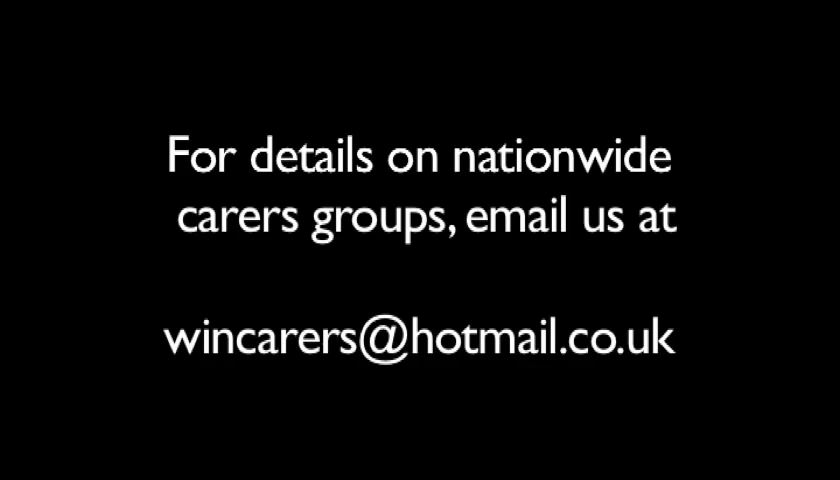 For details on nationwide
carers groups, email us at
wincarers@hotmail.co.uk